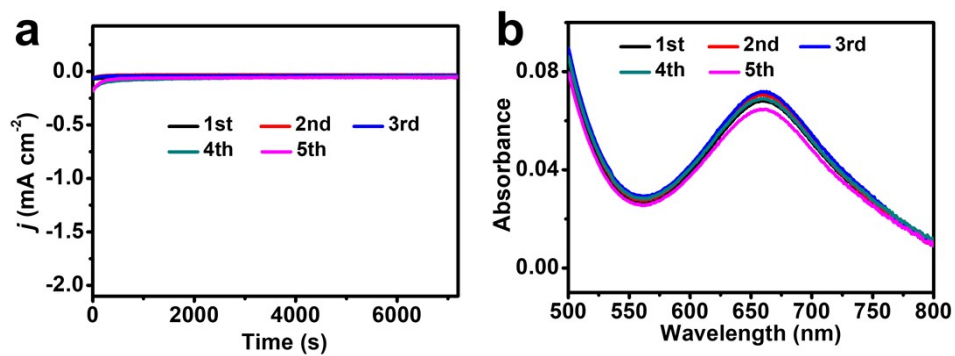 a
0.0
-0.5
-1.0
-1.5
-2.0
j (mA cm⁻²)
1st 2nd 3rd
4th 5th
0 2000 4000 6000
Time (s)
b
0.08
0.04
0.00
Absorbance
1st 2nd 3rd
4th 5th
500 550 600 650 700 750 800
Wavelength (nm)